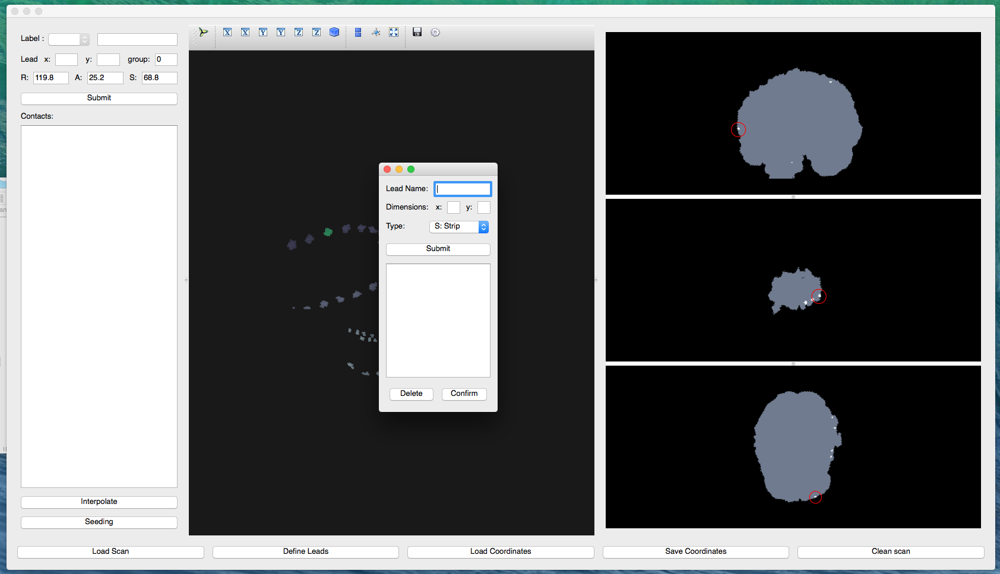 Label :
Lead x: y: group: 0
R: 119.8 A: 25.2 S: 68.8
Submit
Contacts:
Interpolate
Seeding
X X Y Y Z Z
Lead Name:
Dimensions: x: y:
Type: S: Strip
Submit
Delete Confirm
Load Scan Define Leads Load Coordinates Save Coordinates Clean scan